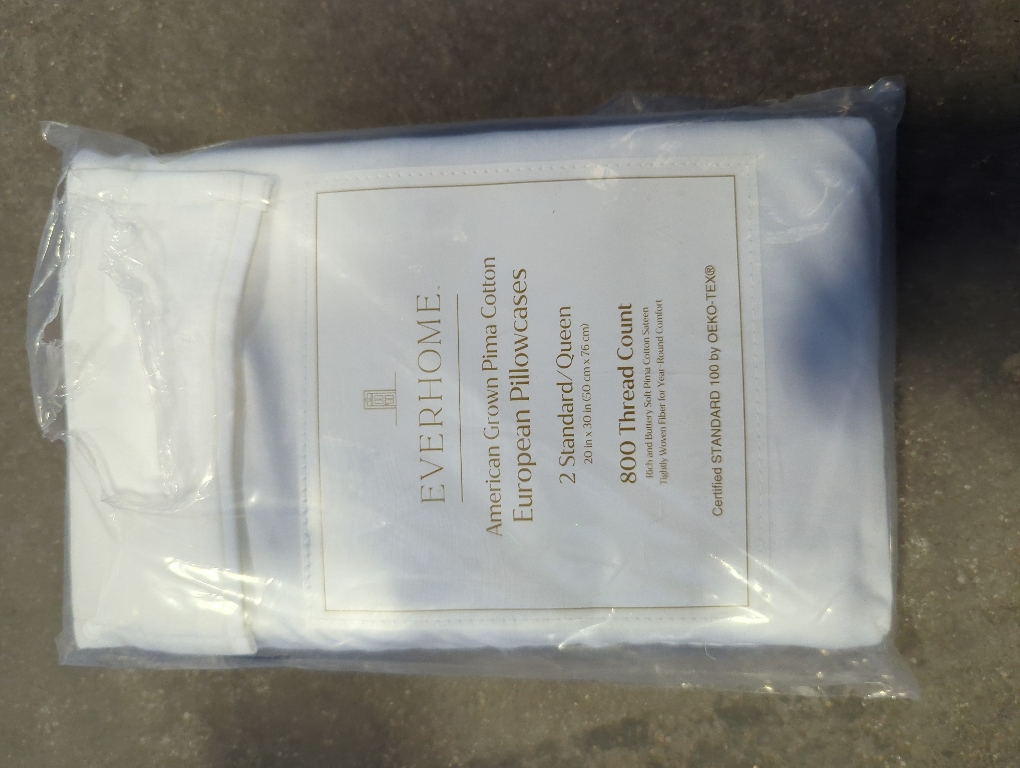 EVERHOME.
American Grown Pima Cotton
European Pillowcases
2 Standard/Queen
20 in x 30 in (50 cm x 76 cm)
800 Thread Count
Rich and Buttery Soft Pima Cotton Sateen
Tightly Woven Fiber for Year-Round Comfort
Certified STANDARD 100 by OEKO-TEX®